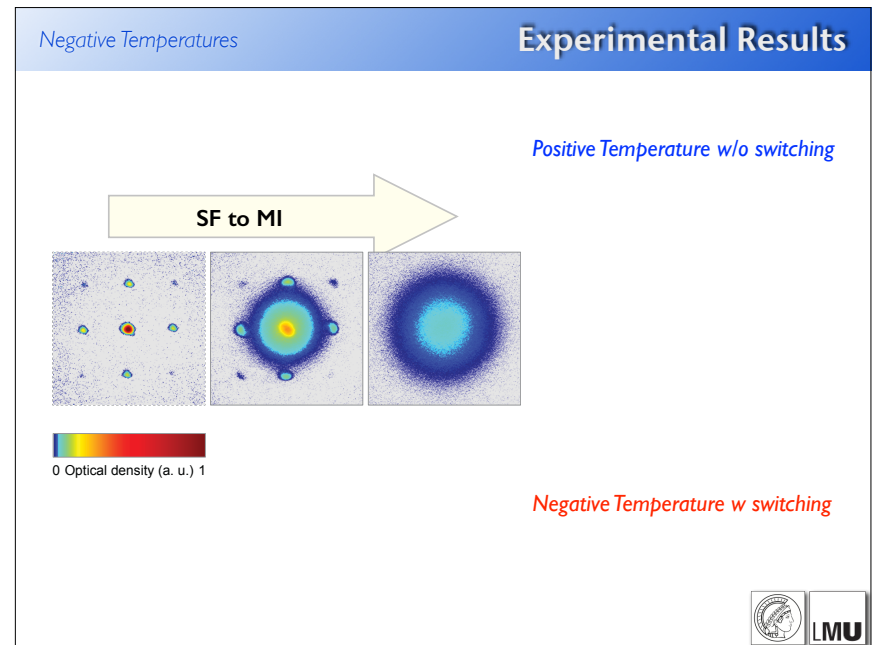 Negative Temperatures
Experimental Results
Positive Temperature w/o switching
SF to MI
0 Optical density (a. u.) 1
Negative Temperature w switching
LMU